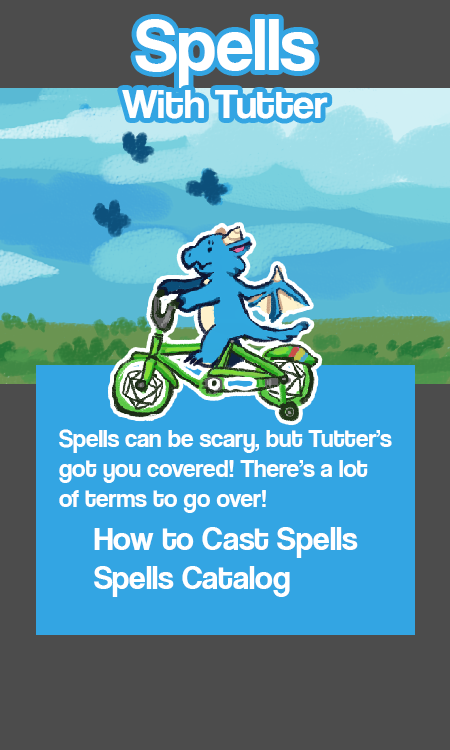 Spells
With Tutter
Spells can be scary, but Tutter's
got you covered! There's a lot
of terms to go over!
How to Cast Spells
Spells Catalog